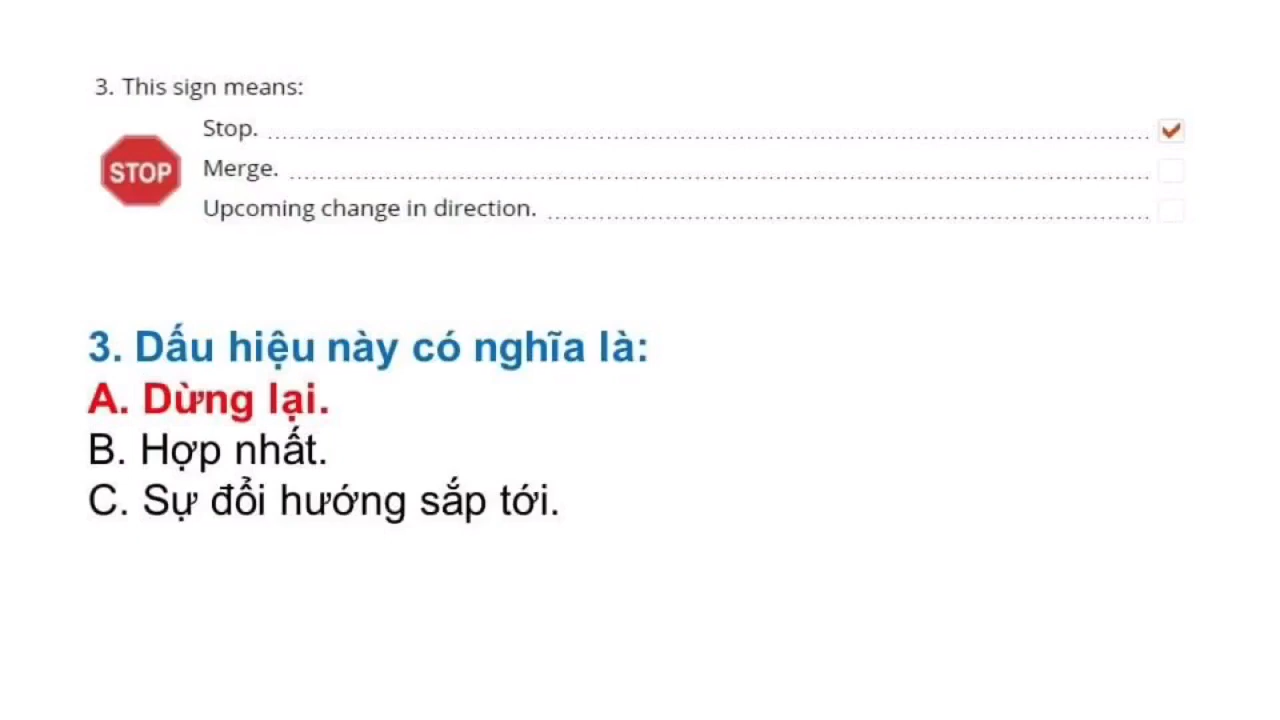 3. This sign means:
STOP
Stop.
Merge.
Upcoming change in direction.
3. Dấu hiệu này có nghĩa là:
A. Dừng lại.
B. Hợp nhất.
C. Sự đổi hướng sắp tới.